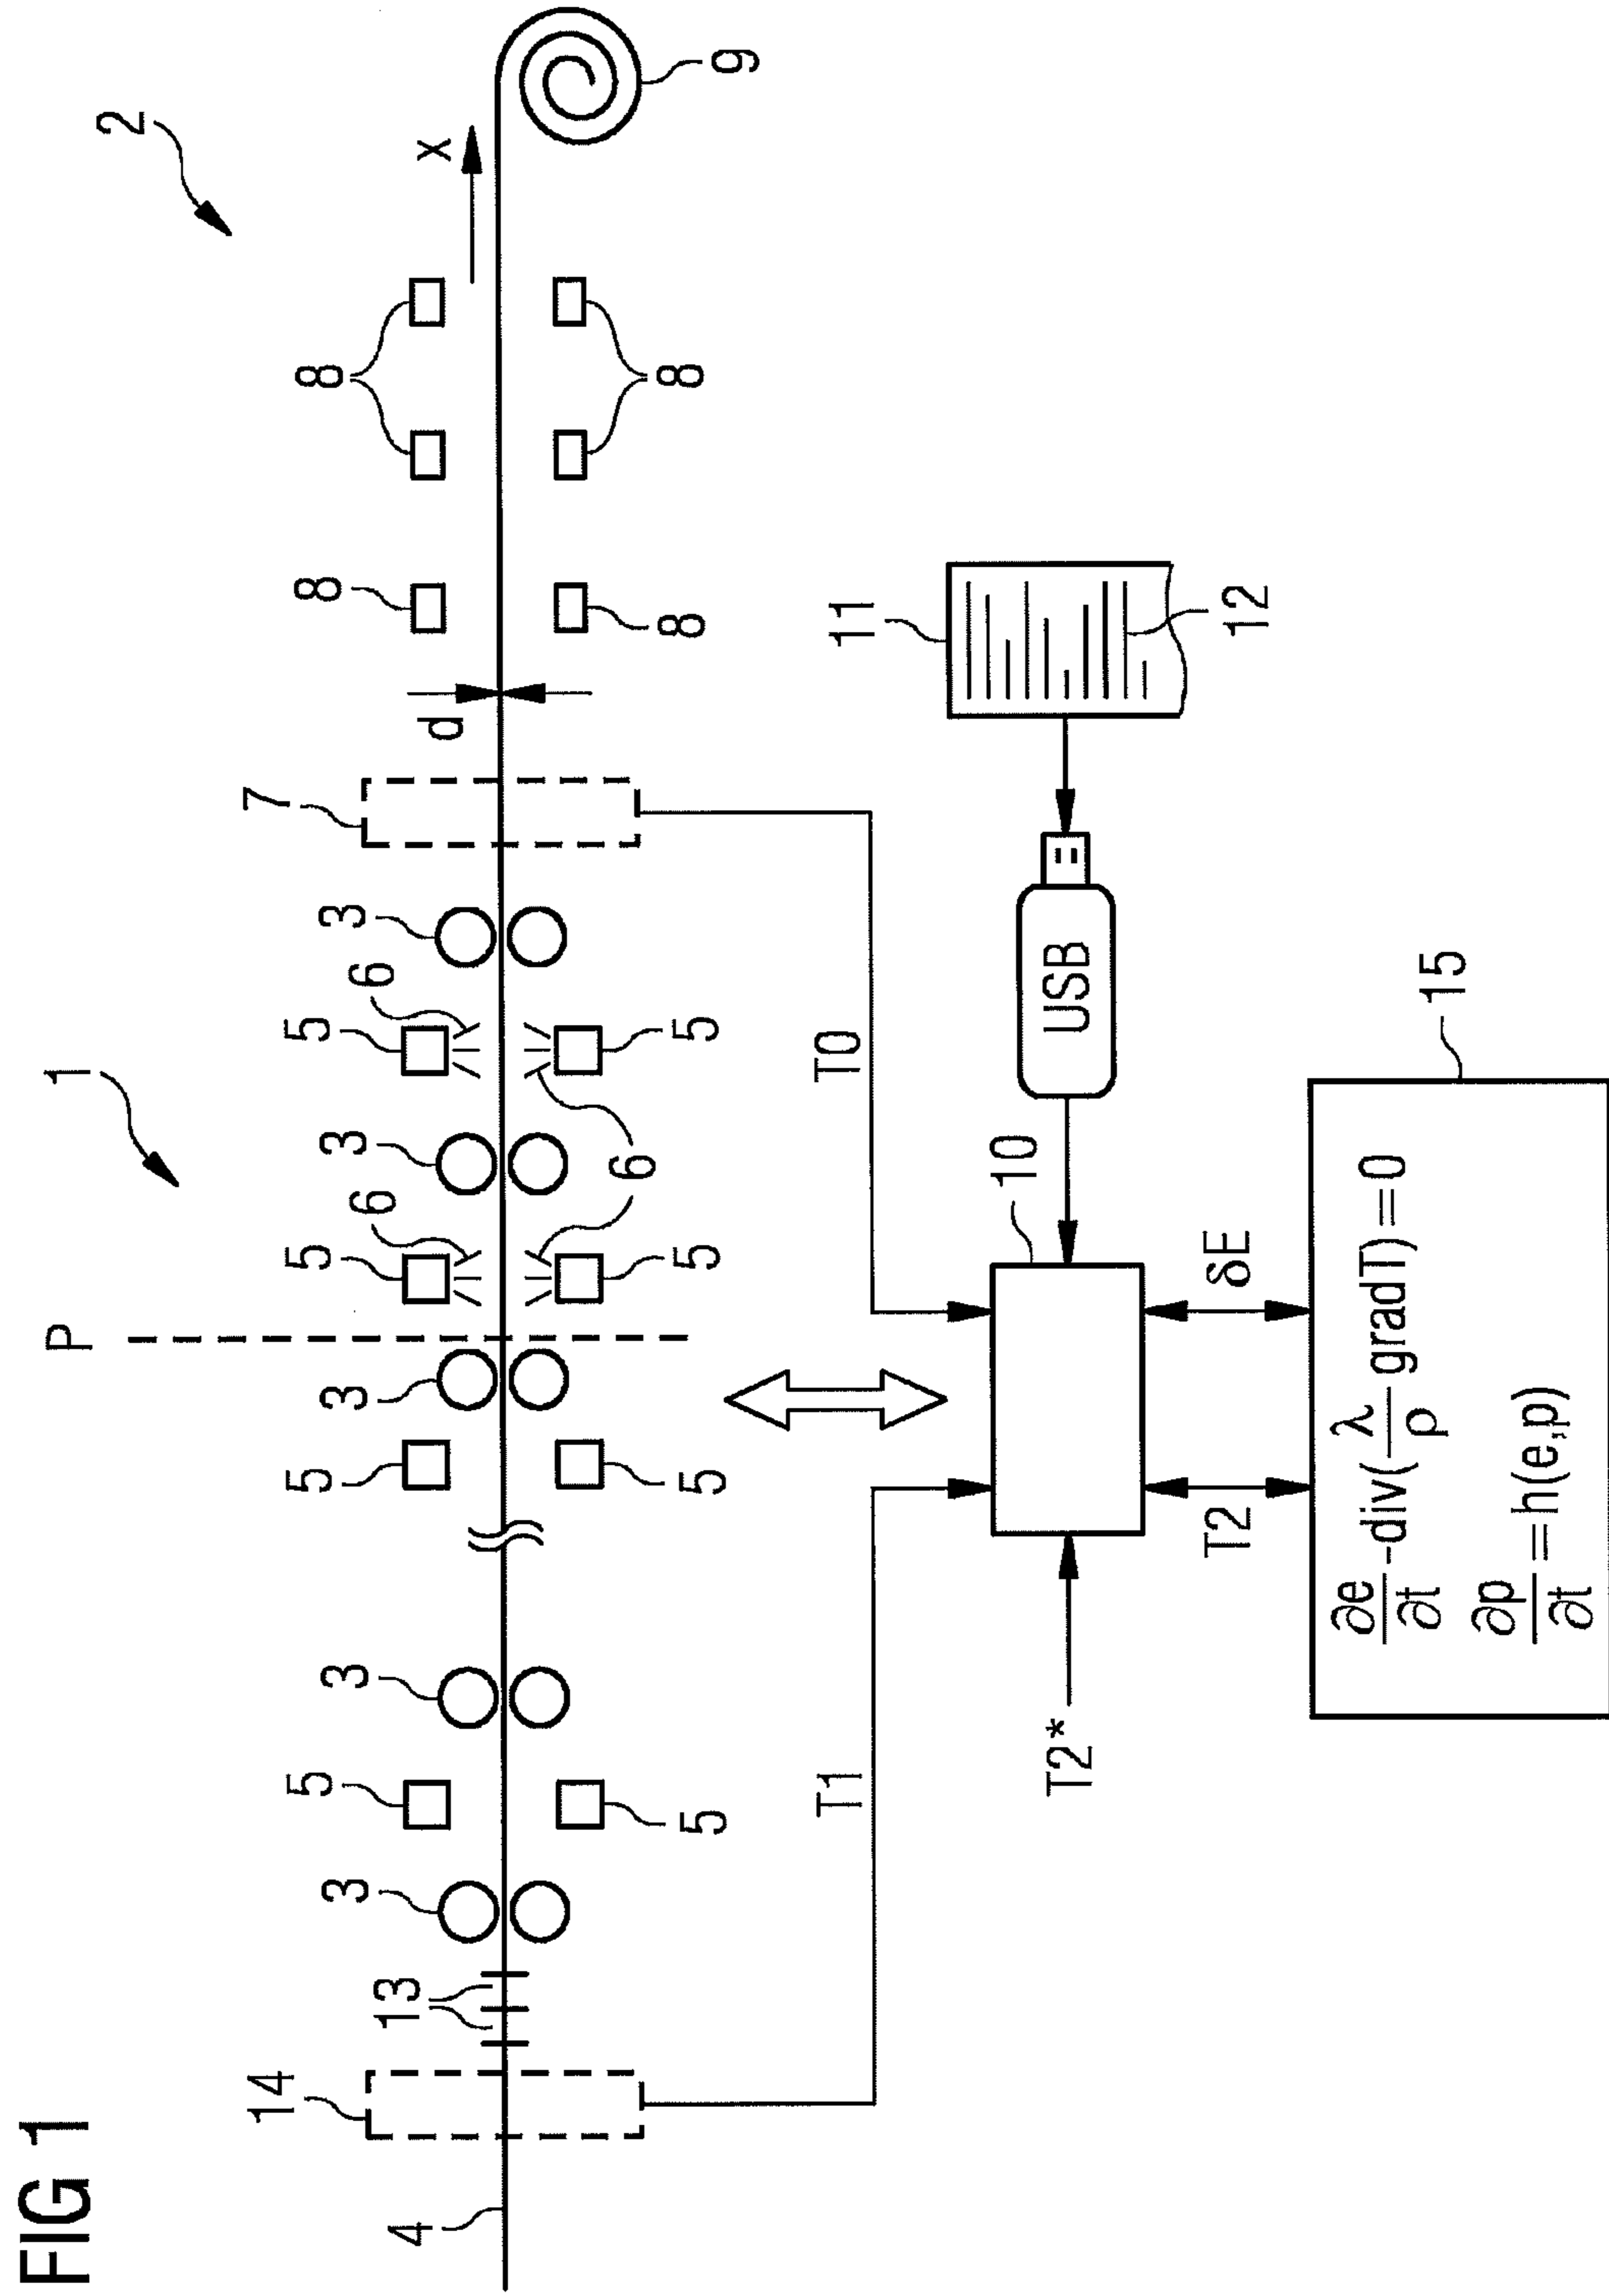 FIG 1
P
1
2
14
7
5
5
5
5
8
8
3
3
3
3
3
6
6
13
4
d
x
6
5
5
5
5
8
8
9
T1
T0
11
10
T2*
USB
12
T2
δE
15
∂e/∂t -div(λ/ρ gradT)=0
∂p/∂t =h(e,p)